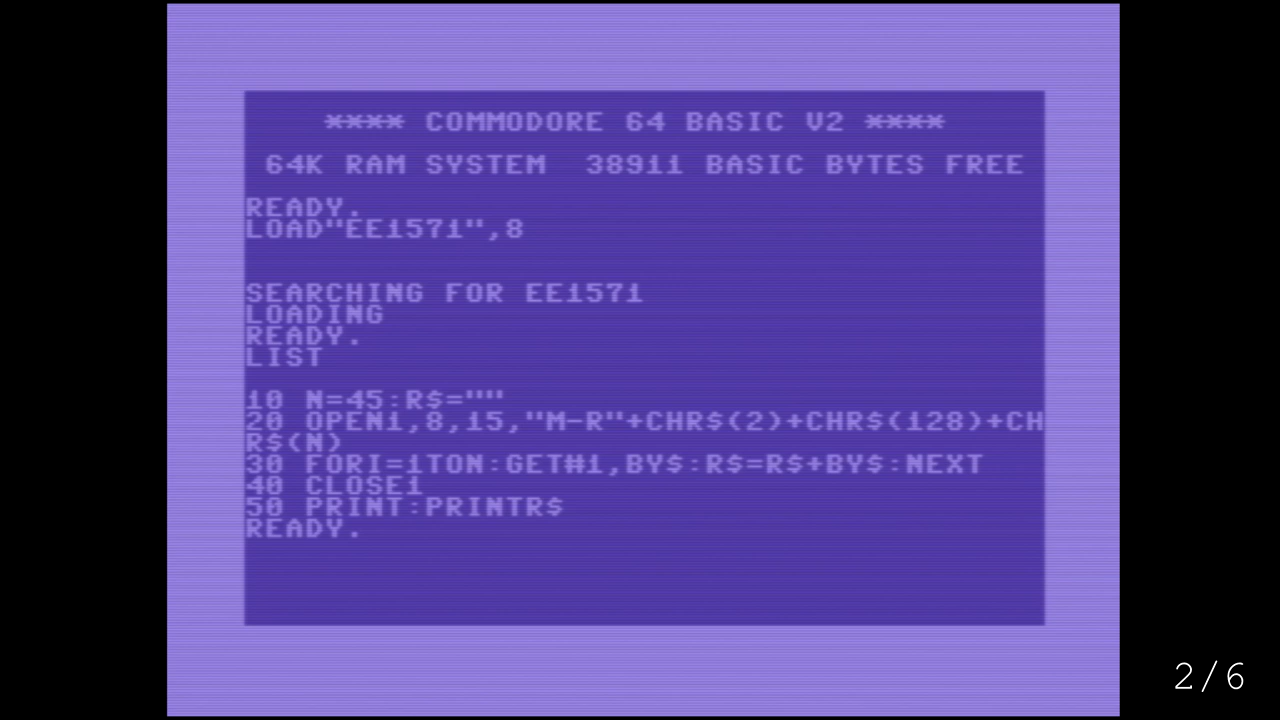 **** COMMODORE 64 BASIC V2 ****
64K RAM SYSTEM  38911 BASIC BYTES FREE
READY.
LOAD"EE1571",8
SEARCHING FOR EE1571
LOADING
READY.
LIST
10 N=45:R$=""
20 OPEN1,8,15,"M-R"+CHR$(2)+CHR$(128)+CH
R$(N)
30 FORI=1TON:GET#1,BY$:R$=R$+BY$:NEXT
40 CLOSE1
50 PRINT:PRINTR$
READY.
2/6